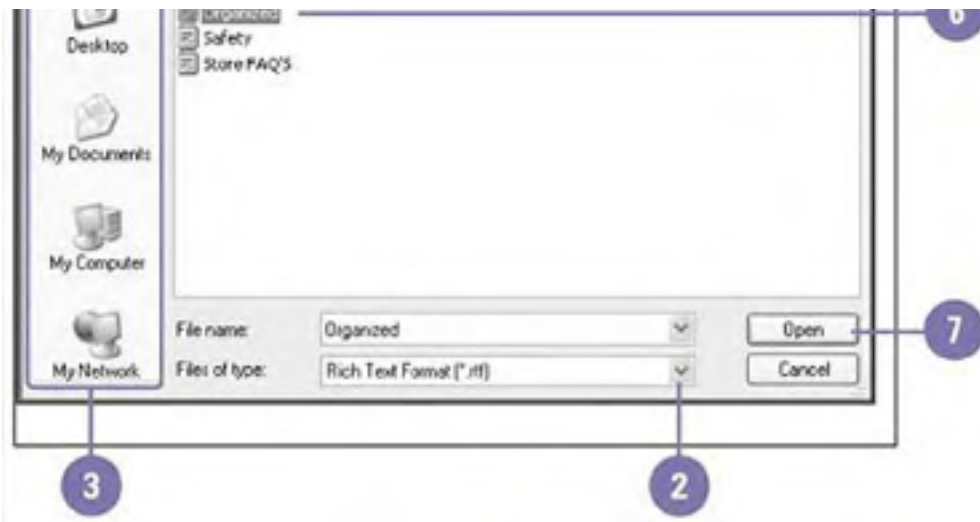 Organized
6
Desktop
Safety
Store FAQ'S
My Documents
My Computer
My Network
File name:
Organized
Open
7
Files of type:
Rich Text Format (*.rtf)
Cancel
3
2